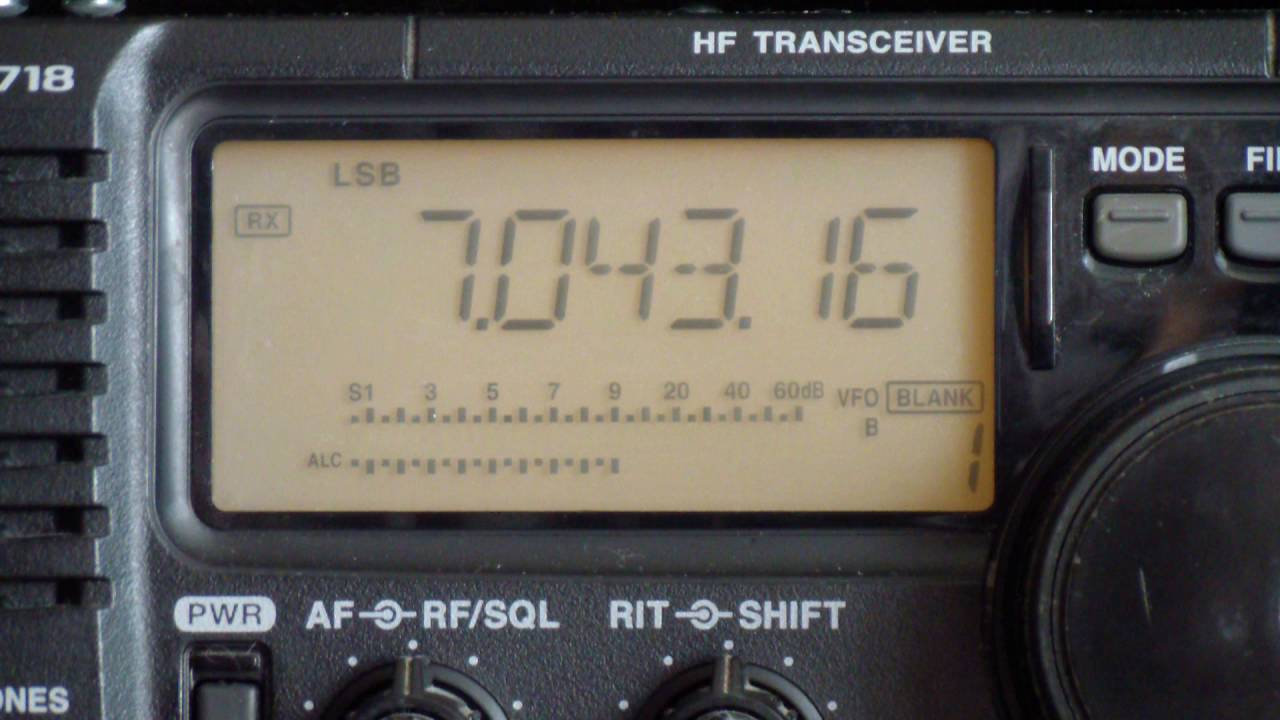 HF TRANSCEIVER
718
MODE
LSB
RX
7.043.16
S1 3 5 7 9 20 40 60dB
VFO BLANK
B
ALC
1
PWR
AF RF/SQL
RIT SHIFT